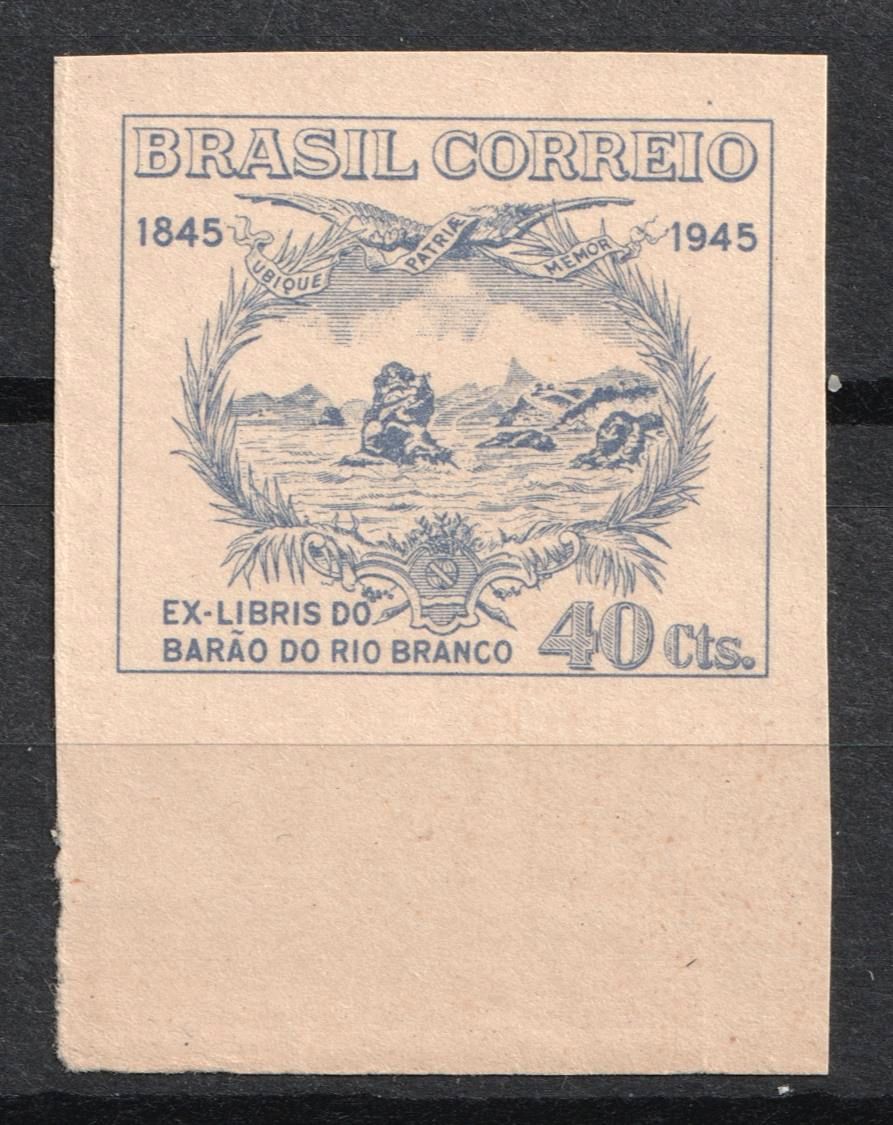 BRASIL CORREIO
1845 1945
UBIQUE PATRIÆ MEMOR
EX-LIBRIS DO
BARÃO DO RIO BRANCO
40 Cts.